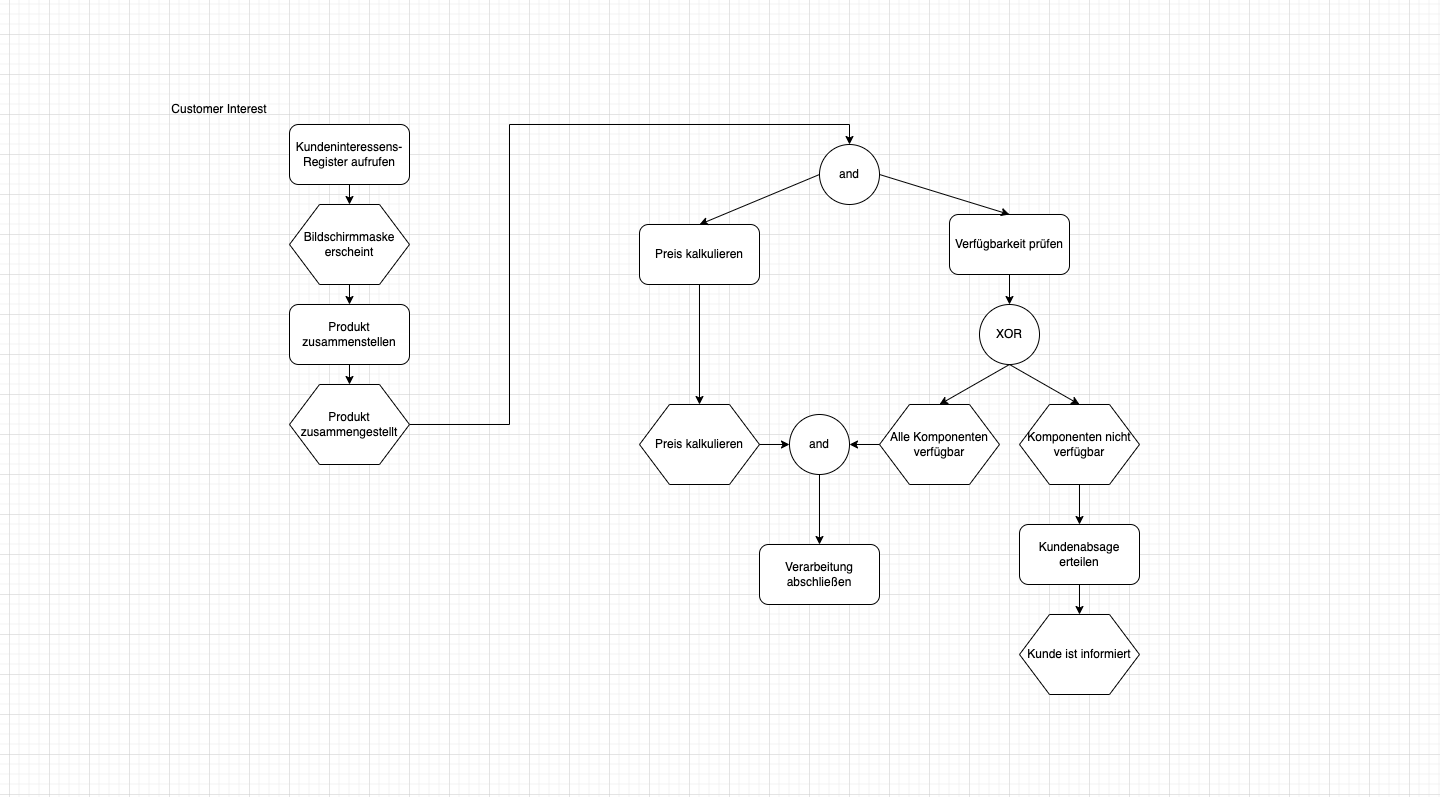 Customer Interest
Kundeninteressens-
Register aufrufen
Bildschirmmaske
erscheint
Produkt
zusammenstellen
Produkt
zusammengestellt
and
Preis kalkulieren
Verfügbarkeit prüfen
XOR
Preis kalkulieren
and
Alle Komponenten
verfügbar
Komponenten nicht
verfügbar
Verarbeitung
abschließen
Kundenabsage
erteilen
Kunde ist informiert